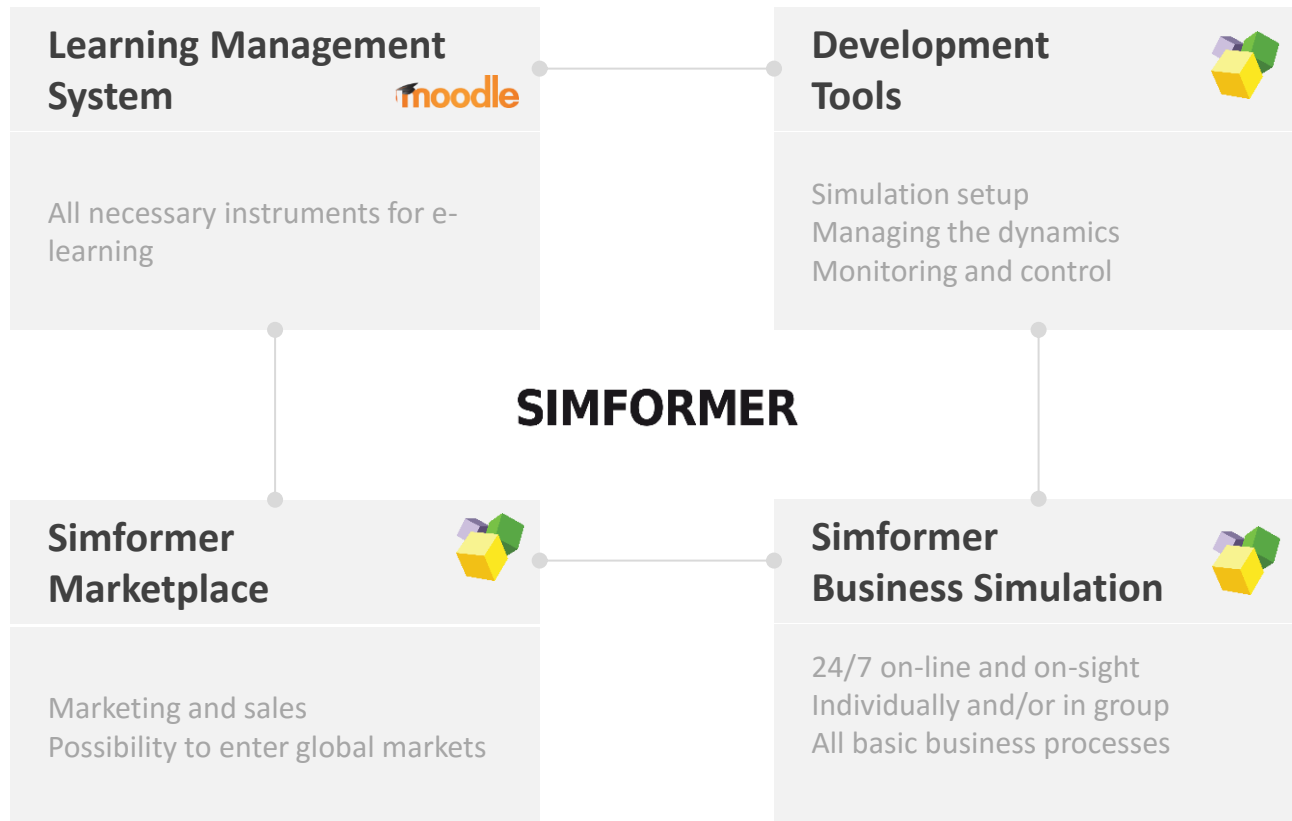 Learning Management
System
moodle
All necessary instruments for e-
learning
Development
Tools
Simulation setup
Managing the dynamics
Monitoring and control
SIMFORMER
Simformer
Marketplace
Marketing and sales
Possibility to enter global markets
Simformer
Business Simulation
24/7 on-line and on-sight
Individually and/or in group
All basic business processes